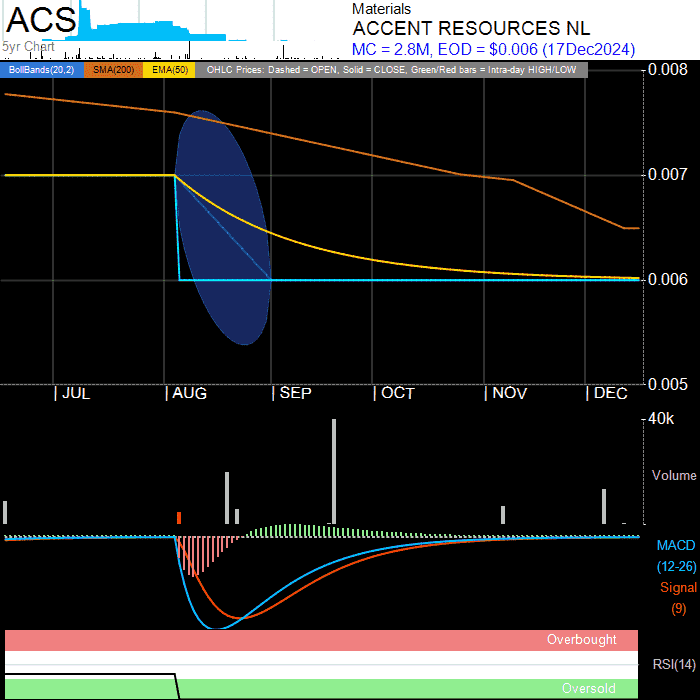 ACS
5yr Chart
Materials
ACCENT RESOURCES NL
MC = 2.8M, EOD = $0.006 (17Dec2024)
BollBands(20,2) SMA(200) EMA(50) OHLC Prices: Dashed = OPEN, Solid = CLOSE, Green/Red bars = Intra-day HIGH/LOW
0.008
0.007
0.006
0.005
JUL AUG SEP OCT NOV DEC
40k
Volume
MACD
(12-26)
Signal
(9)
Overbought
RSI(14)
Oversold